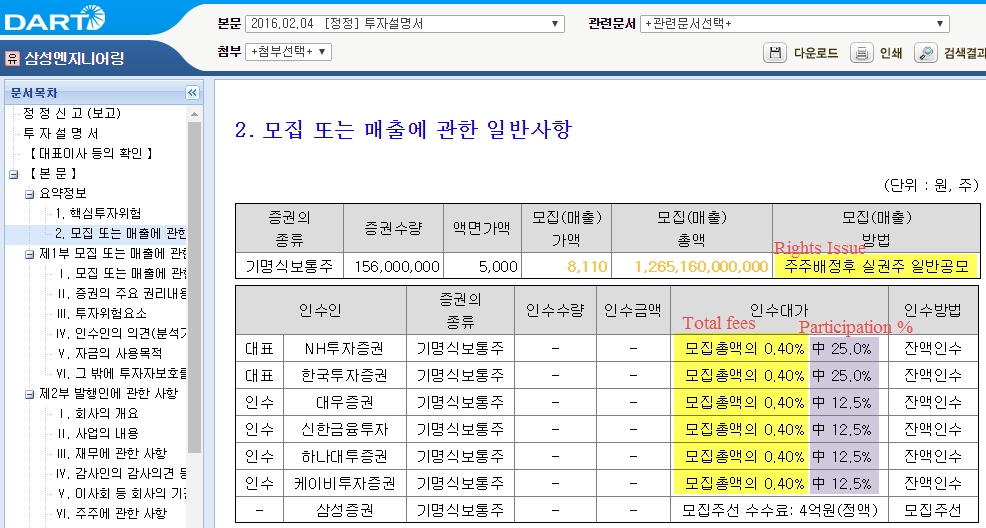 DART
본문 2016.02.04 [정정] 투자설명서 관련문서 +관련문서선택+
첨부 +첨부선택+
유 삼성엔지니어링
다운로드 인쇄 검색결과
문서목차
정 정 신 고 (보고)
투 자 설 명 서
【 대표이사 등의 확인 】
【 본 문 】
요약정보
1. 핵심투자위험
2. 모집 또는 매출에 관한
제1부 모집 또는 매출에 관한
I. 모집 또는 매출에 관한
II. 증권의 주요 권리내용
III. 투자위험요소
IV. 인수인의 의견(분석기
V. 자금의 사용목적
VI. 그 밖에 투자자보호를
제2부 발행인에 관한 사항
I. 회사의 개요
II. 사업의 내용
III. 재무에 관한 사항
IV. 감사인의 감사의견 등
V. 이사회 등 회사의 기관
VI. 주주에 관한 사항
2. 모집 또는 매출에 관한 일반사항
(단위 : 원, 주)
증권의 종류 증권수량 액면가액 모집(매출) 가액 모집(매출) 총액 모집(매출) 방법
Rights Issue
기명식보통주 156,000,000 5,000 8,110 1,265,160,000,000 주주배정후 실권주 일반공모
인수인 증권의 종류 인수수량 인수금액 인수대가 인수방법
Total fees Participation %
대표 NH투자증권 기명식보통주 - - 모집총액의 0.40% 中 25.0% 잔액인수
대표 한국투자증권 기명식보통주 - - 모집총액의 0.40% 中 25.0% 잔액인수
인수 대우증권 기명식보통주 - - 모집총액의 0.40% 中 12.5% 잔액인수
인수 신한금융투자 기명식보통주 - - 모집총액의 0.40% 中 12.5% 잔액인수
인수 하나대투증권 기명식보통주 - - 모집총액의 0.40% 中 12.5% 잔액인수
인수 케이비투자증권 기명식보통주 - - 모집총액의 0.40% 中 12.5% 잔액인수
- 삼성증권 기명식보통주 - - 모집주선 수수료: 4억원(정액) 모집주선